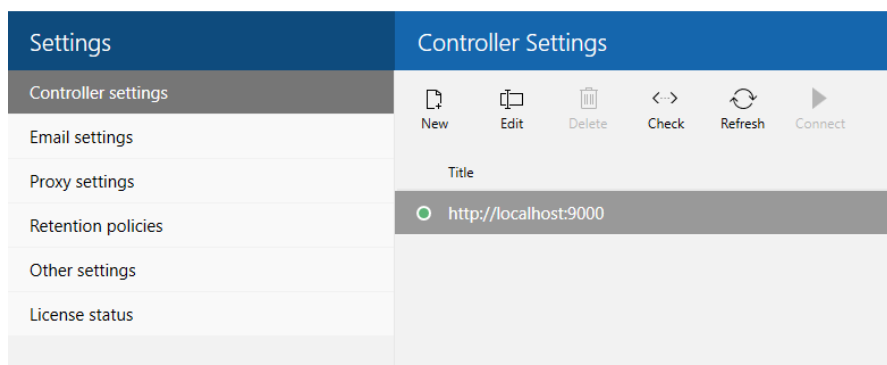 Settings
Controller settings
Email settings
Proxy settings
Retention policies
Other settings
License status
Controller Settings
New Edit Delete Check Refresh Connect
Title
http://localhost:9000